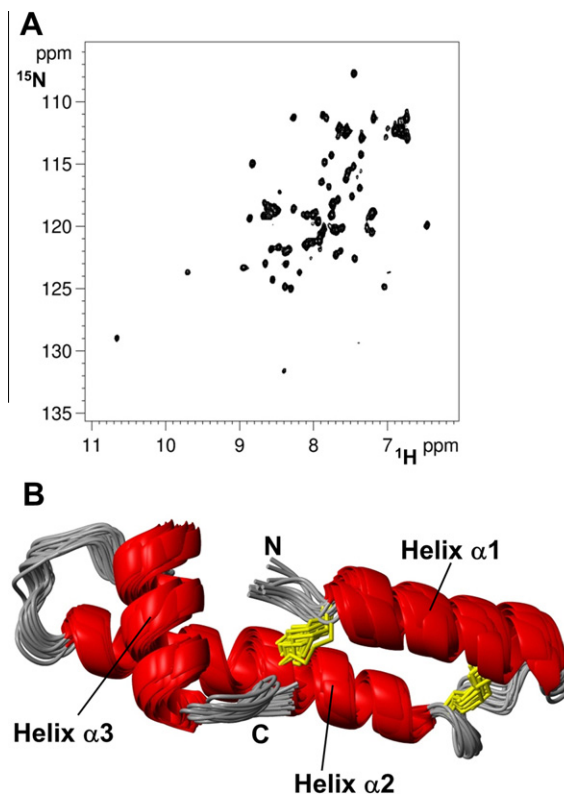 A
ppm
¹⁵N
110
115
120
125
130
135
11 10 9 8 7 ppm
¹H
B
N
Helix α1
Helix α3
C
Helix α2